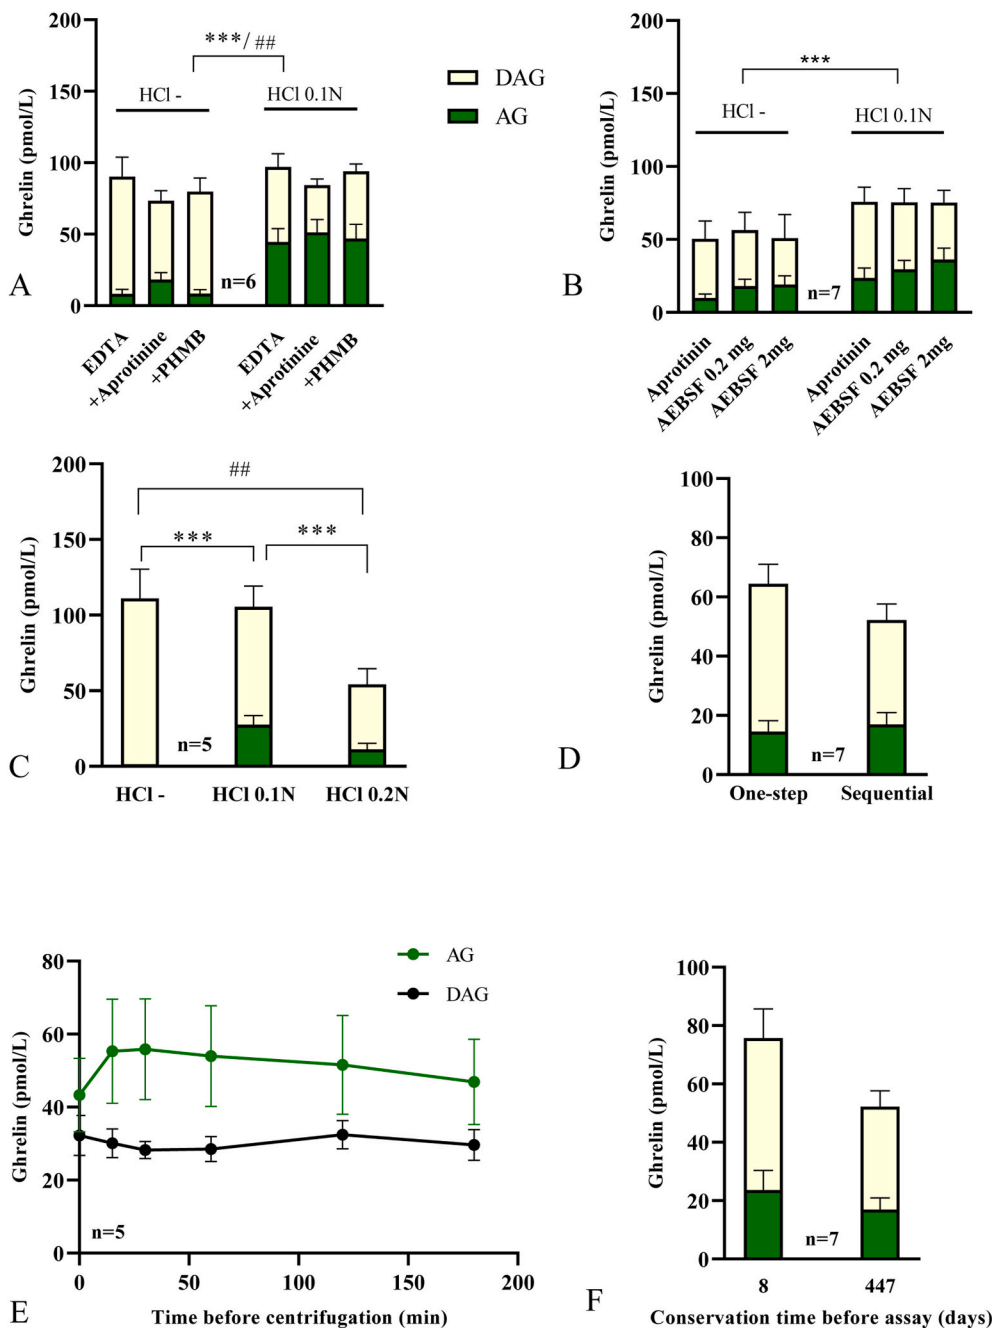 200
150
100
50
0
Ghrelin (pmol/L)
***/ ##
HCl -
HCl 0.1N
n=6
EDTA
+Aprotinine
+PHMB
EDTA
+Aprotinine
+PHMB
A
DAG
AG
200
150
100
50
0
Ghrelin (pmol/L)
***
HCl -
HCl 0.1N
n=7
Aprotinin
AEBSF 0.2 mg
AEBSF 2mg
Aprotinin
AEBSF 0.2 mg
AEBSF 2mg
B
200
150
100
50
0
Ghrelin (pmol/L)
##
***
***
n=5
HCl -
HCl 0.1N
HCl 0.2N
C
100
80
60
40
20
0
Ghrelin (pmol/L)
n=7
One-step
Sequential
D
80
60
40
20
0
Ghrelin (pmol/L)
AG
DAG
n=5
0
50
100
150
200
Time before centrifugation (min)
E
100
80
60
40
20
0
Ghrelin (pmol/L)
n=7
8
447
Conservation time before assay (days)
F